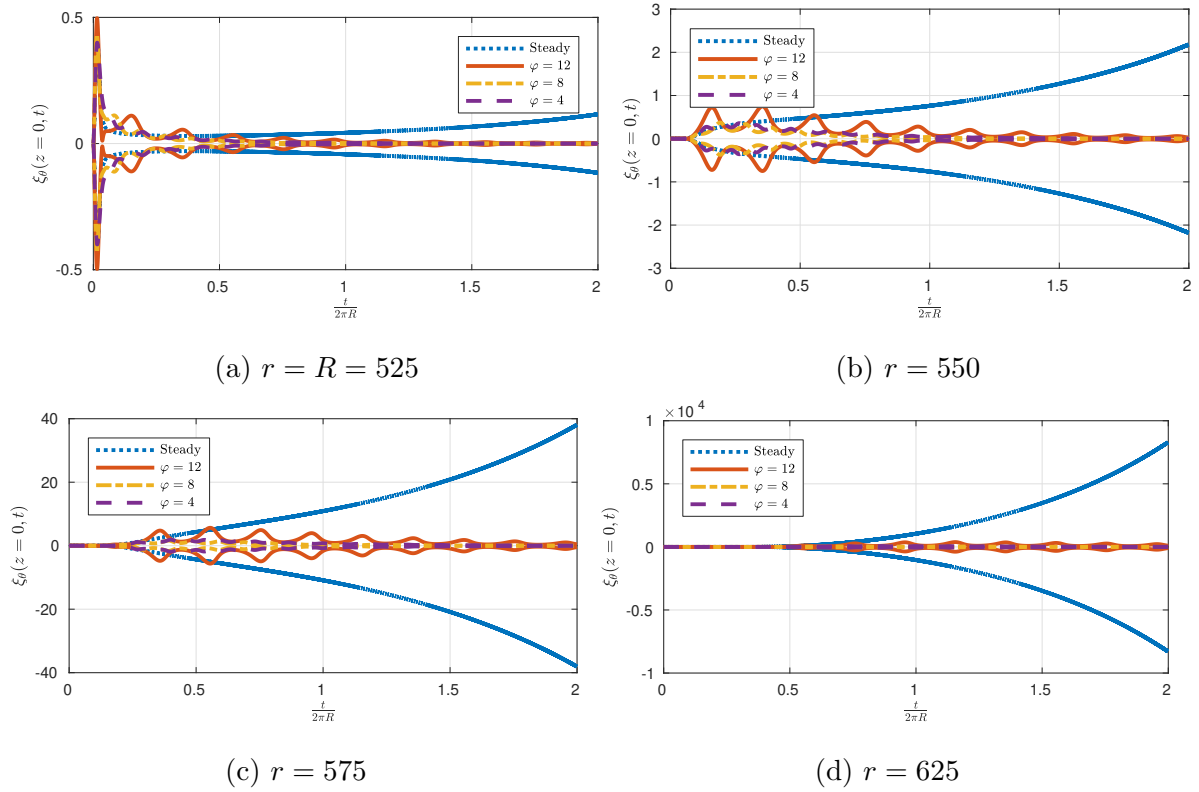 0.5
0
-0.5
ξθ(z = 0, t)
Steady
φ = 12
φ = 8
φ = 4
0 0.5 1 1.5 2
t
2πR
(a) r = R = 525
3
2
1
0
-1
-2
-3
ξθ(z = 0, t)
Steady
φ = 12
φ = 8
φ = 4
0 0.5 1 1.5 2
t
2πR
(b) r = 550
40
20
0
-20
-40
ξθ(z = 0, t)
Steady
φ = 12
φ = 8
φ = 4
0 0.5 1 1.5 2
t
2πR
(c) r = 575
×10⁴
1
0.5
0
-0.5
-1
ξθ(z = 0, t)
Steady
φ = 12
φ = 8
φ = 4
0 0.5 1 1.5 2
t
2πR
(d) r = 625